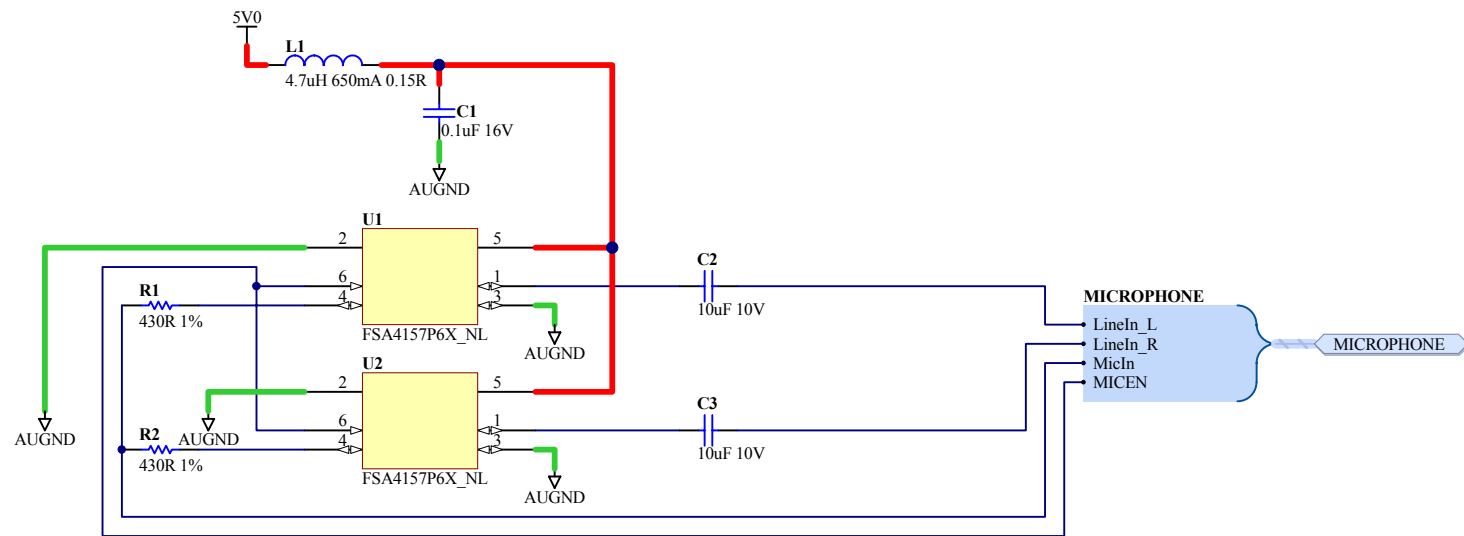 5V0
L1
4.7uH 650mA 0.15R
C1
0.1uF 16V
AUGND
U1
2
5
6
1
4
3
FSA4157P6X_NL
AUGND
R1
430R 1%
C2
10uF 10V
MICROPHONE
LineIn_L
LineIn_R
MicIn
MICEN
MICROPHONE
U2
2
5
6
1
4
3
FSA4157P6X_NL
AUGND
AUGND
AUGND
R2
430R 1%
C3
10uF 10V